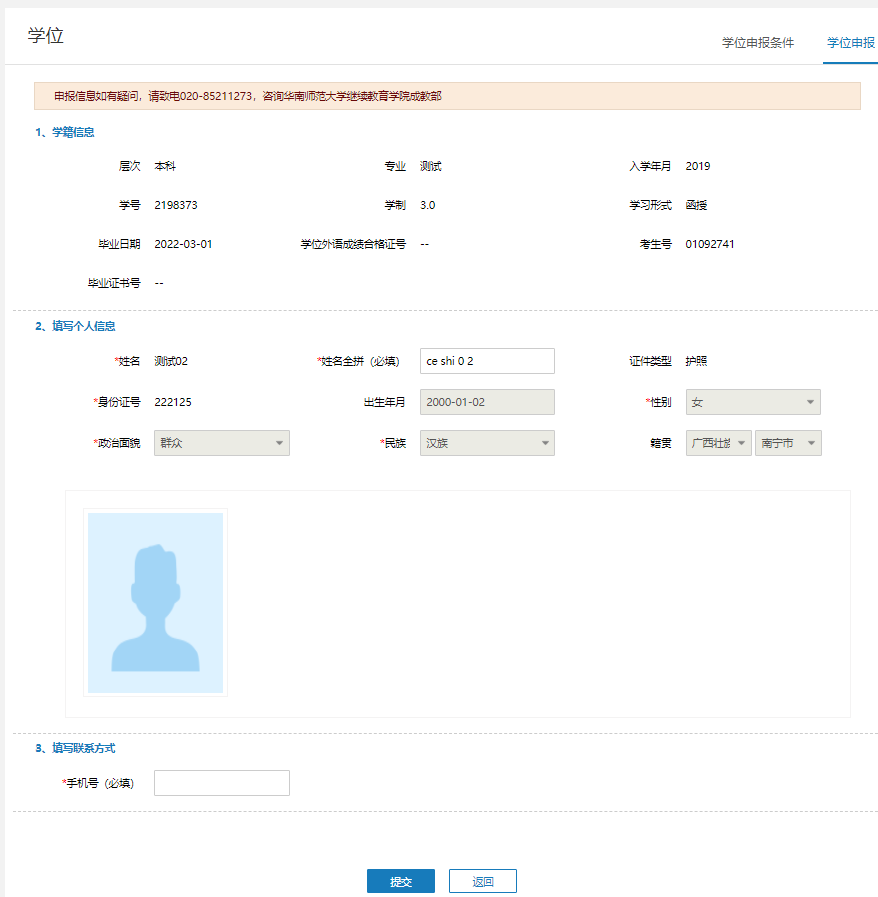 学位
学位申报条件 学位申报
申报信息如有疑问，请致电020-85211273，咨询华南师范大学继续教育学院成教部
1、学籍信息
层次 本科 专业 测试 入学年月 2019
学号 2198373 学制 3.0 学习形式 函授
毕业日期 2022-03-01 学位外语成绩合格证号 -- 考生号 01092741
毕业证书号 --
2、填写个人信息
*姓名 测试02 *姓名全拼（必填） ce shi 0 2 证件类型 护照
*身份证号 222125 出生年月 2000-01-02 *性别 女
*政治面貌 群众 *民族 汉族 籍贯 广西壮族 南宁市
3、填写联系方式
*手机号（必填）
提交 返回